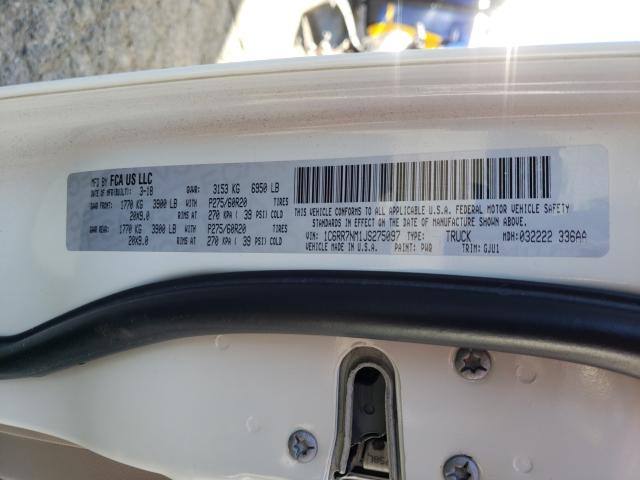 MFD BY FCA US LLC
DATE OF MFR(BUILT): 3-18 GVWR: 3153 KG 6950 LB
GAWR FRONT: 1770 KG 3900 LB WITH P275/60R20 TIRES
20X9.0 RIMS AT 270 KPA ( 39 PSI) COLD
GAWR REAR: 1770 KG 3900 LB WITH P275/60R20 TIRES
20X9.0 RIMS AT 270 KPA ( 39 PSI) COLD
THIS VEHICLE CONFORMS TO ALL APPLICABLE U.S.A. FEDERAL MOTOR VEHICLE SAFETY
STANDARDS IN EFFECT ON THE DATE OF MANUFACTURE SHOWN ABOVE.
VIN: 1C6RR7NM1JS275097 TYPE: TRUCK MDH: 032222 336AA
MADE IN U.S.A. PAINT: PW8 TRIM: GJU1